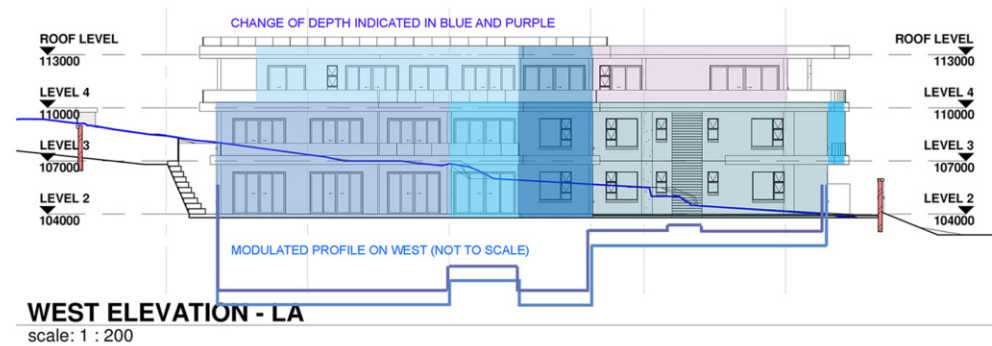 CHANGE OF DEPTH INDICATED IN BLUE AND PURPLE
ROOF LEVEL
113000
ROOF LEVEL
113000
LEVEL 4
110000
LEVEL 4
110000
LEVEL 3
107000
LEVEL 3
107000
LEVEL 2
104000
LEVEL 2
104000
MODULATED PROFILE ON WEST (NOT TO SCALE)
WEST ELEVATION - LA
scale: 1 : 200